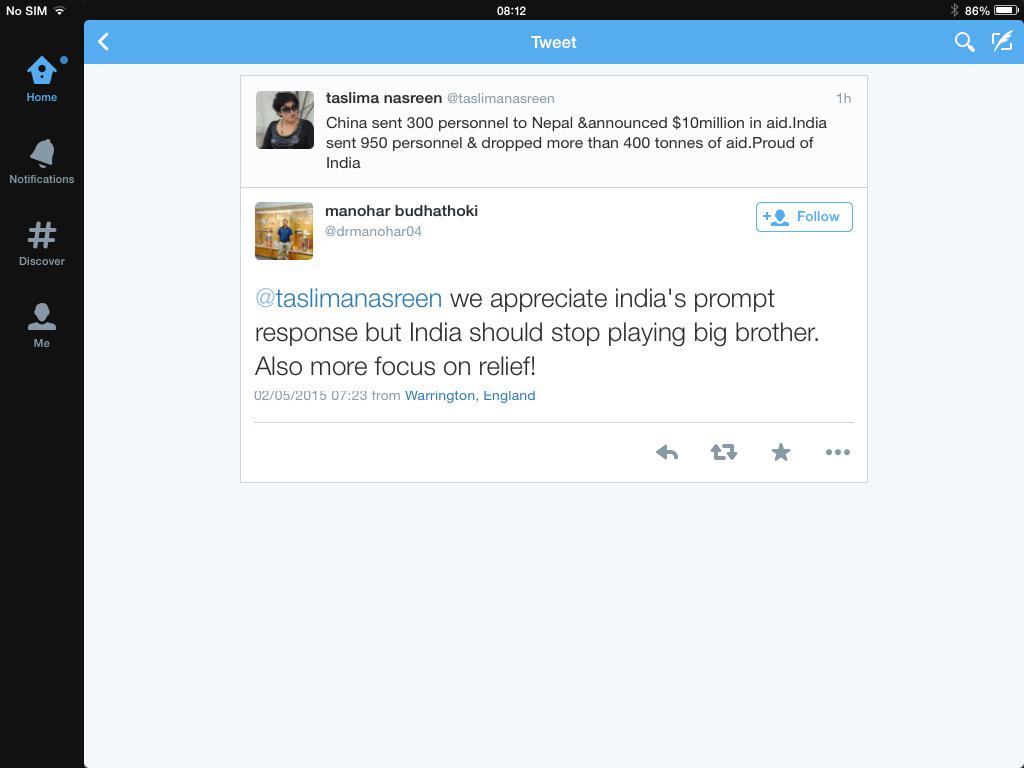 No SIM
08:12
86%
Tweet
Home
Notifications
Discover
Me
taslima nasreen @taslimanasreen
1h
China sent 300 personnel to Nepal &announced $10million in aid.India
sent 950 personnel & dropped more than 400 tonnes of aid.Proud of
India
manohar budhathoki
@drmanohar04
Follow
@taslimanasreen we appreciate india's prompt
response but India should stop playing big brother.
Also more focus on relief!
02/05/2015 07:23 from Warrington, England